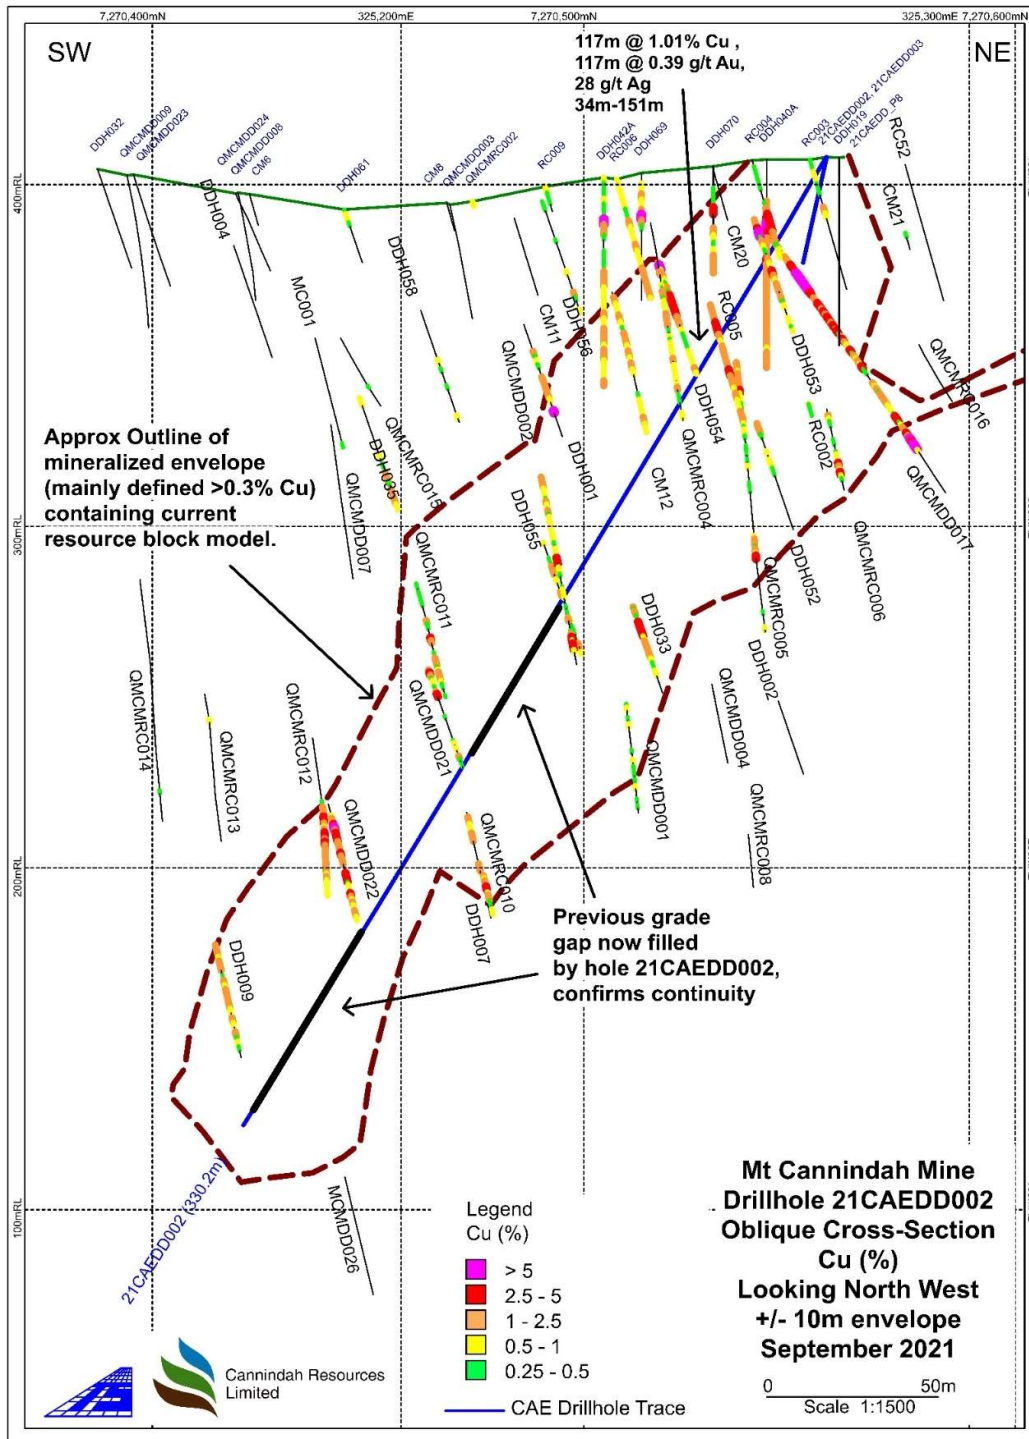 7,270,400 mN
325,200mE
7,270,500mN
325,300mE 7,270,600mN
SW
NE
117m @ 1.01% Cu ,
117m @ 0.39 g/t Au,
28 g/t Ag
34m-151m
DDH032
QMCMDD009
QMCMDD023
QMCMDD024
QMCMDD008
CM6
DDH061
CM8
QMCMDD003
QMCMRC002
RC009
DDH042A
RC006
DDH069
DDH070
RC004
DDH040A
RC003
21CAEDD002, 21CAEDD003
DDH019
21CAEDD_P8
RC52
CM21
400mRL
DDH004
MC001
DDH058
CM11
DDH056
CM20
RC005
DDH053
QMCMRC016
QMCMDD002
DDH001
DDH054
QMCMRC004
CM12
RC002
QMCMDD017
QMCMRC006
Approx Outline of
mineralized envelope
(mainly defined >0.3% Cu)
containing current
resource block model.
DDH035
QMCMRC015
QMCMDD007
300mRL
DDH055
DDH052
QMCMRC005
DDH002
QMCMRC011
QMCMDD021
DDH033
QMCMDD004
QMCMDD001
QMCMRC008
QMCMRC014
QMCMRC013
QMCMRC012
QMCMDD022
QMCMRC010
DDH007
200mRL
DDH009
Previous grade
gap now filled
by hole 21CAEDD002,
confirms continuity
21CAEDD002 (330.2m)
MCMDD026
100mRL
Legend
Cu (%)
> 5
2.5 - 5
1 - 2.5
0.5 - 1
0.25 - 0.5
CAE Drillhole Trace
Mt Cannindah Mine
Drillhole 21CAEDD002
Oblique Cross-Section
Cu (%)
Looking North West
+/- 10m envelope
September 2021
0 50m
Scale 1:1500
Cannindah Resources
Limited